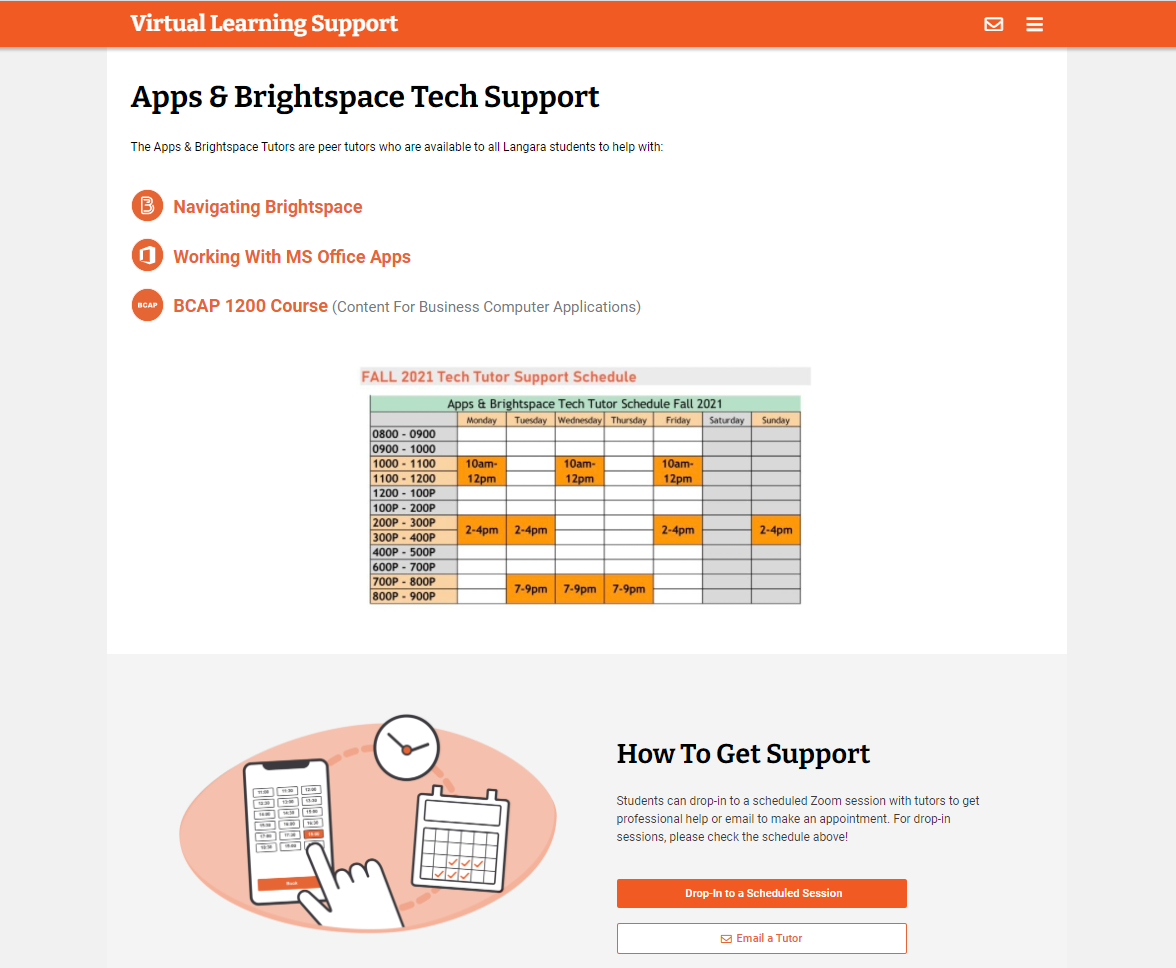 Virtual Learning Support
Apps & Brightspace Tech Support
The Apps & Brightspace Tutors are peer tutors who are available to all Langara students to help with:
Navigating Brightspace
Working With MS Office Apps
BCAP
BCAP 1200 Course (Content For Business Computer Applications)
FALL 2021 Tech Tutor Support Schedule
Apps & Brightspace Tech Tutor Schedule Fall 2021
Monday Tuesday Wednesday Thursday Friday Saturday Sunday
0800 - 0900
0900 - 1000
1000 - 1100 10am- 10am- 10am-
1100 - 1200 12pm 12pm 12pm
1200 - 100P
100P - 200P
200P - 300P
2-4pm 2-4pm 2-4pm 2-4pm
300P - 400P
400P - 500P
600P - 700P
700P - 800P
7-9pm 7-9pm 7-9pm
800P - 900P
How To Get Support
Students can drop-in to a scheduled Zoom session with tutors to get
professional help or email to make an appointment. For drop-in
sessions, please check the schedule above!
Drop-In to a Scheduled Session
Email a Tutor